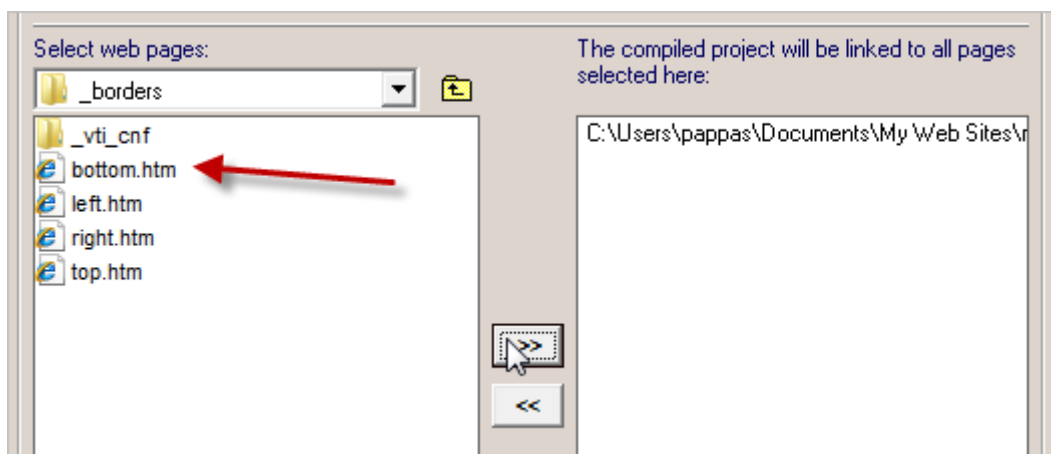 Select web pages:
The compiled project will be linked to all pages
selected here:
_borders
_vti_cnf
bottom.htm
left.htm
right.htm
top.htm
C:\Users\pappas\Documents\My Web Sites\r
>>
<<